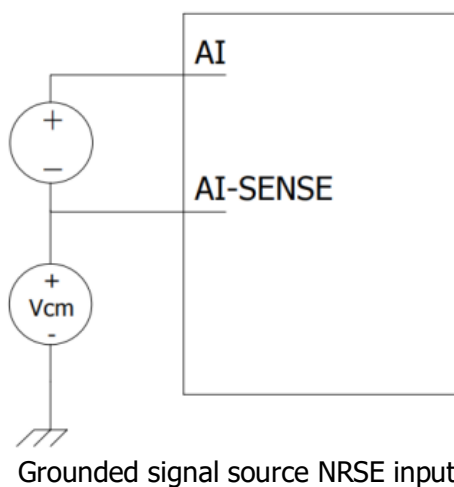 AI
+
—
AI-SENSE
+
Vcm
-
Grounded signal source NRSE input